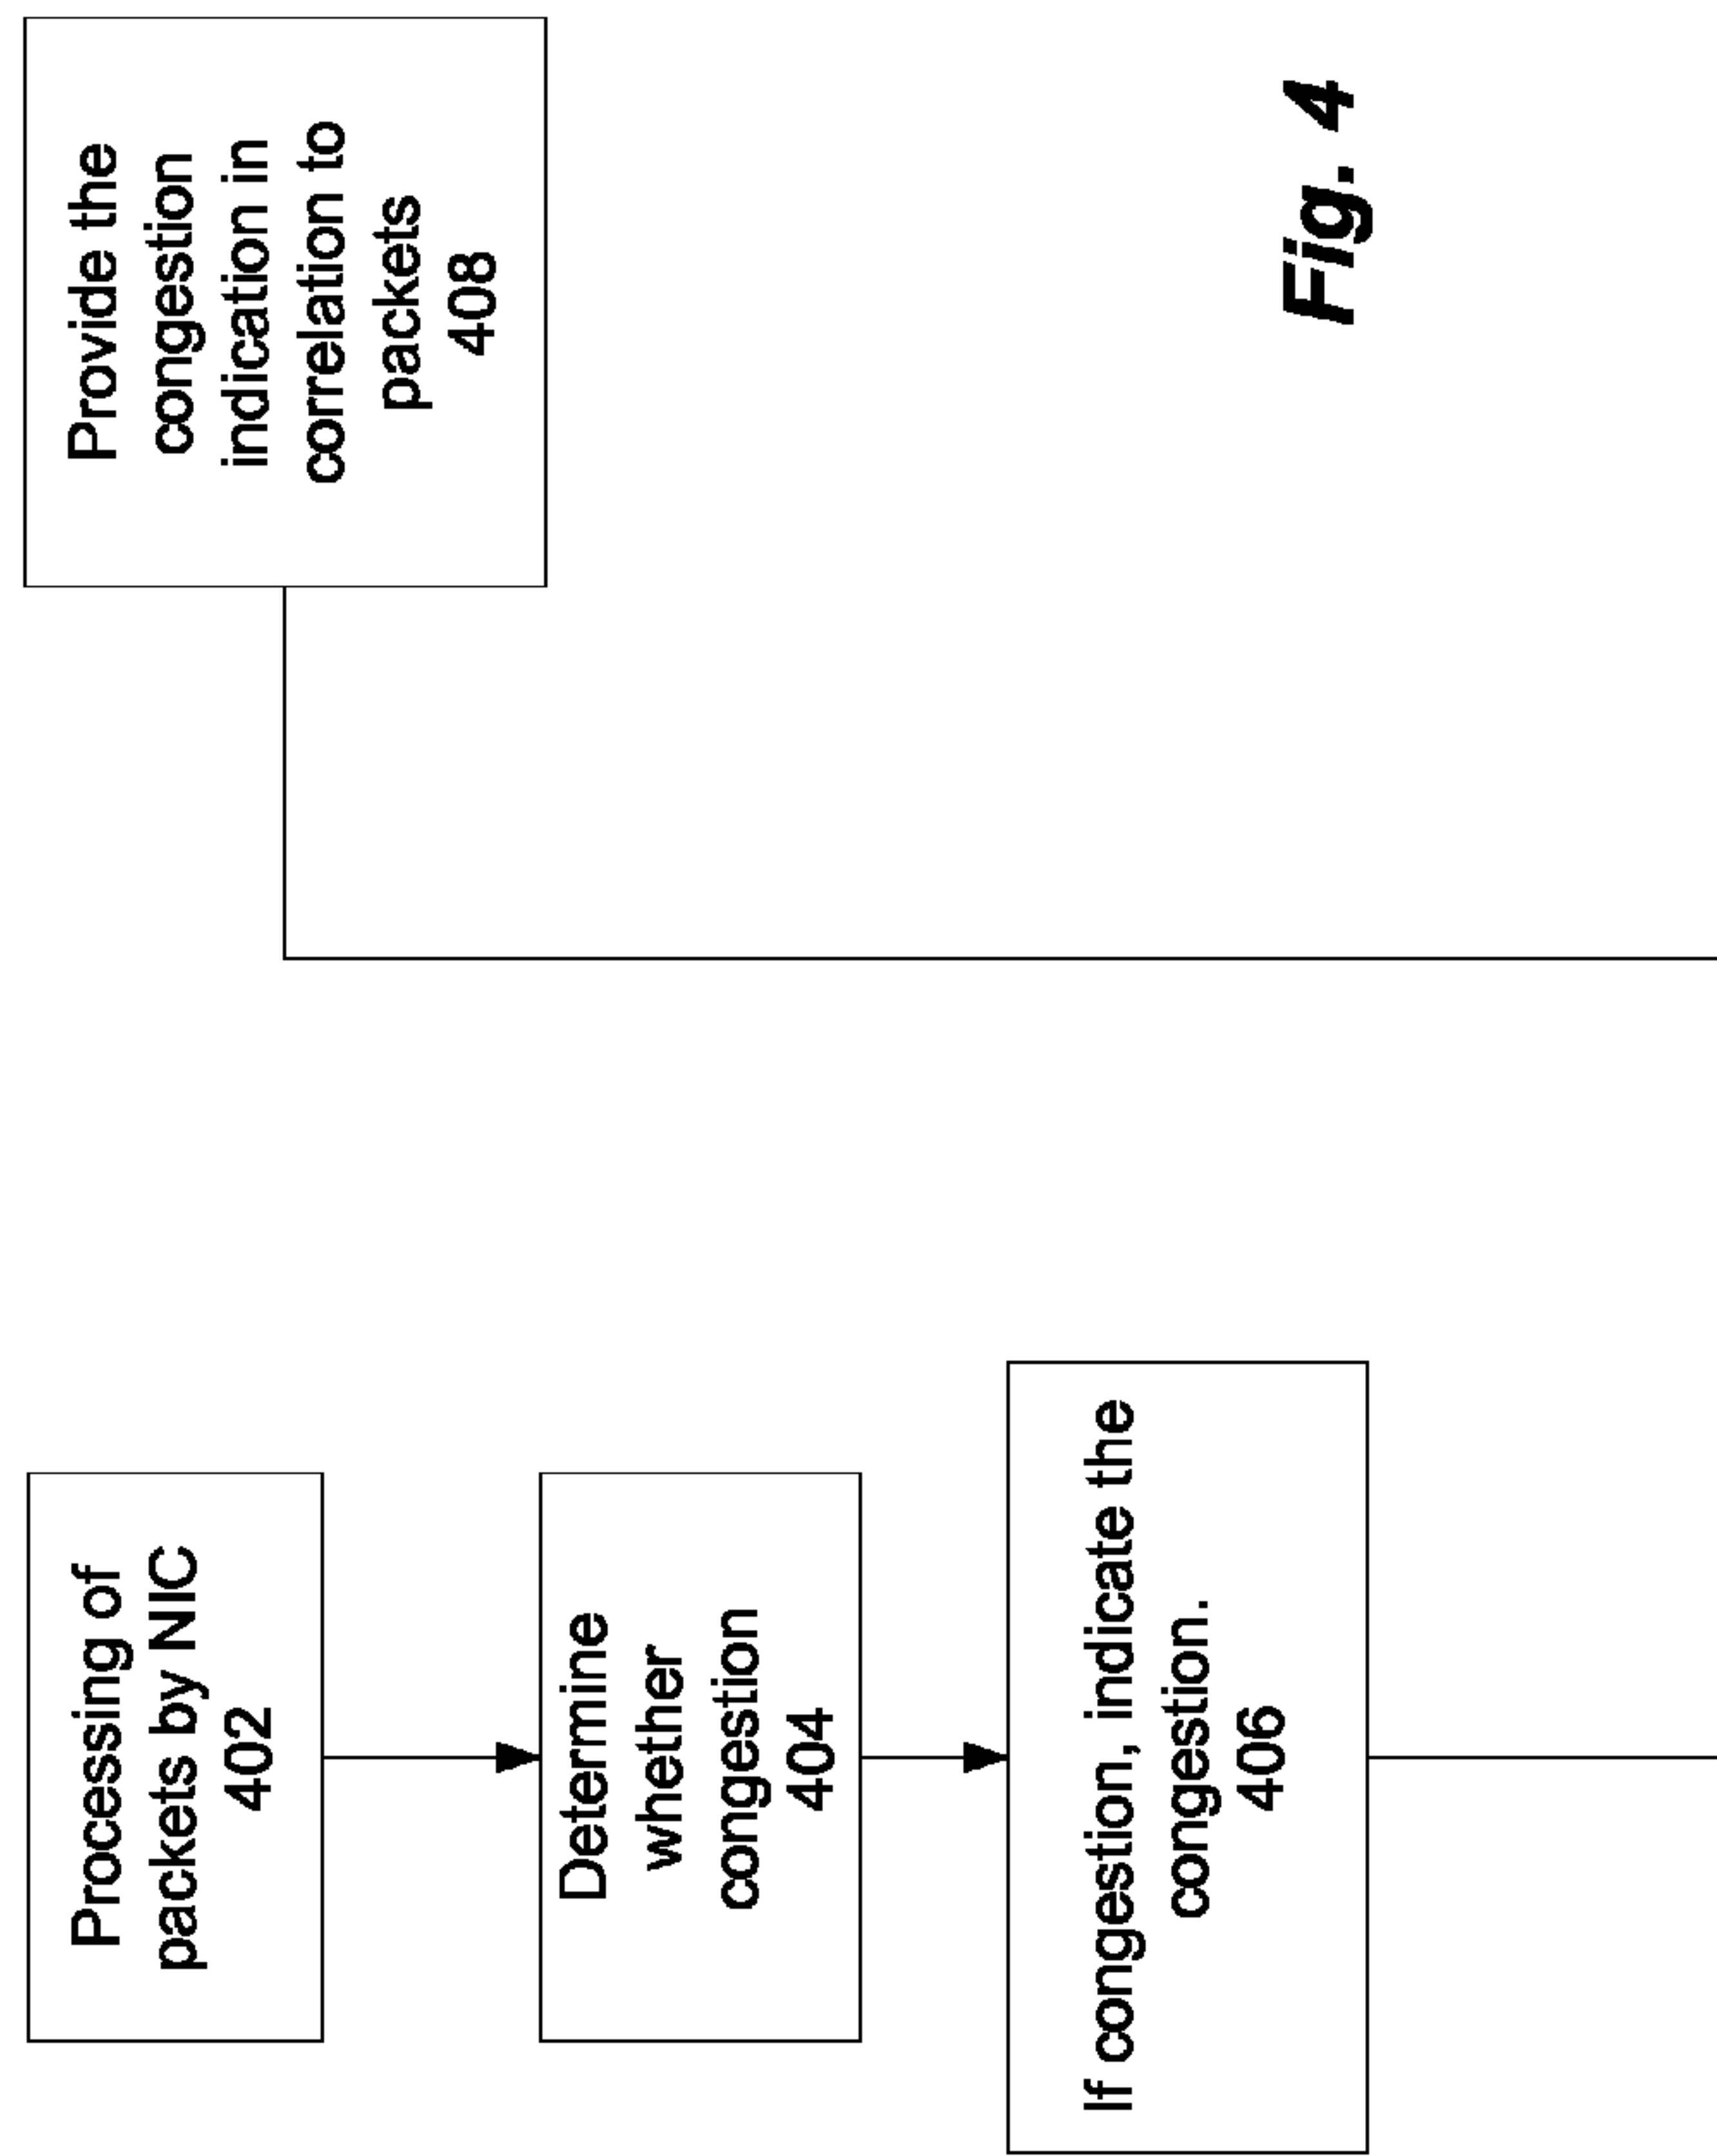 Processing of
packets by NIC
402
Determine
whether
congestion
404
If congestion, indicate the
congestion.
406
Provide the
congestion
indication in
correlation to
packets
408
Fig. 4